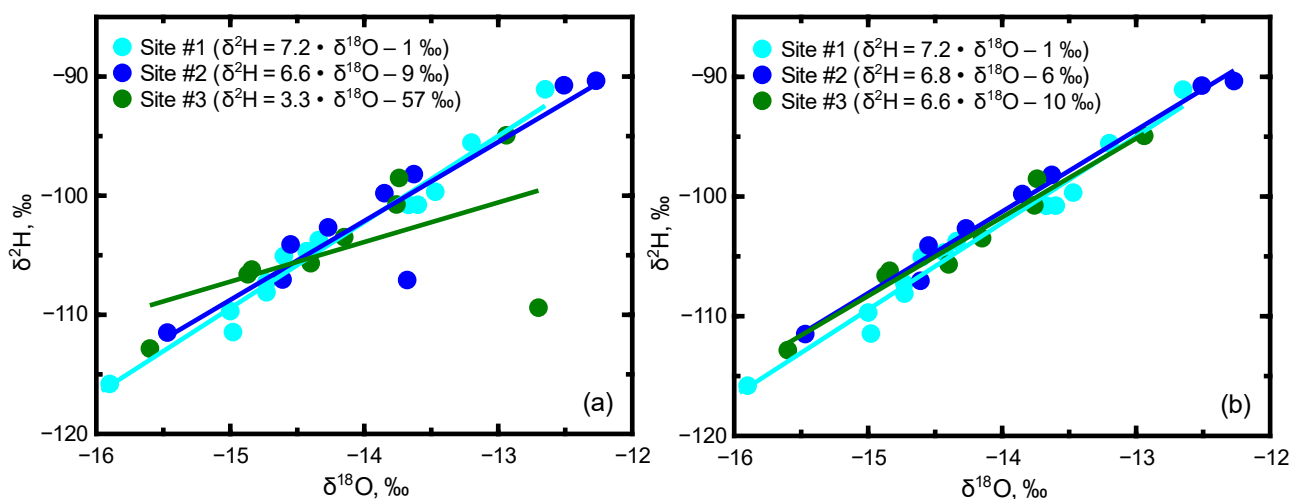 Site #1 (δ²H = 7.2 • δ¹⁸O – 1 ‰)
Site #2 (δ²H = 6.6 • δ¹⁸O – 9 ‰)
Site #3 (δ²H = 3.3 • δ¹⁸O – 57 ‰)
−90
−100
−110
−120
δ²H, ‰
(a)
−16 −15 −14 −13 −12
δ¹⁸O, ‰
Site #1 (δ²H = 7.2 • δ¹⁸O – 1 ‰)
Site #2 (δ²H = 6.8 • δ¹⁸O – 6 ‰)
Site #3 (δ²H = 6.6 • δ¹⁸O – 10 ‰)
−90
−100
−110
−120
δ²H, ‰
(b)
−16 −15 −14 −13 −12
δ¹⁸O, ‰